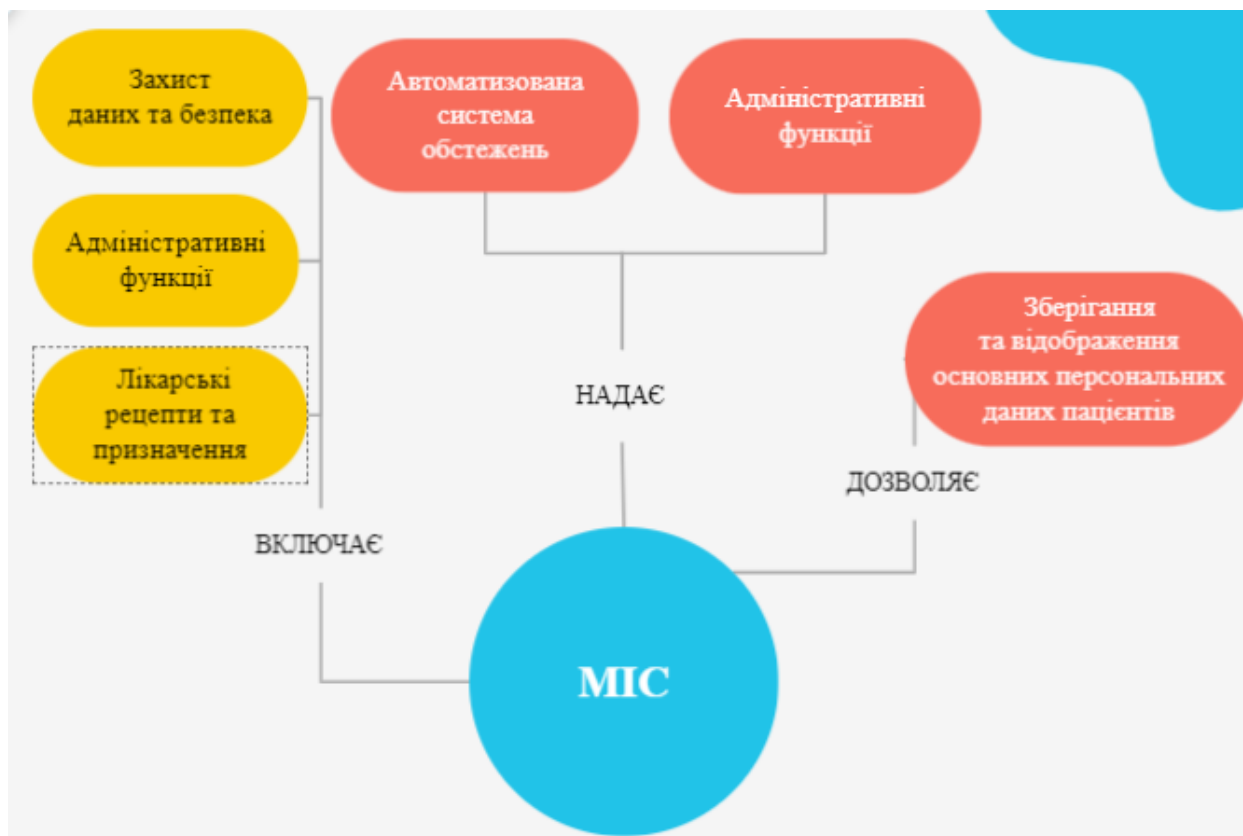 Захист
даних та безпека
Адміністративні
функції
Лікарські
рецепти та
призначення
ВКЛЮЧАЄ
Автоматизована
система
обстежень
Адміністративні
функції
НАДАЄ
Зберігання
та відображення
основних персональних
даних пацієнтів
ДОЗВОЛЯЄ
МІС